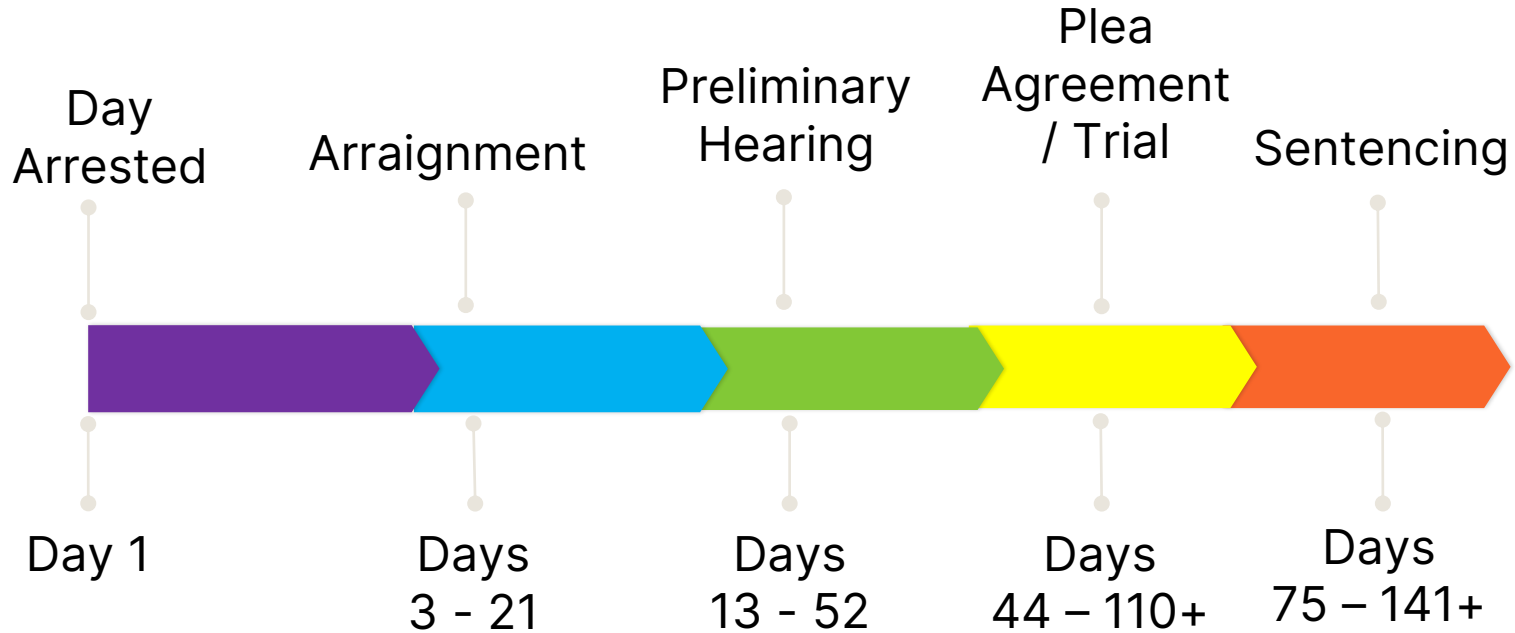 Day
Arrested
Arraignment
Preliminary
Hearing
Plea
Agreement
/ Trial
Sentencing
Day 1
Days
3 - 21
Days
13 - 52
Days
44 – 110+
Days
75 – 141+